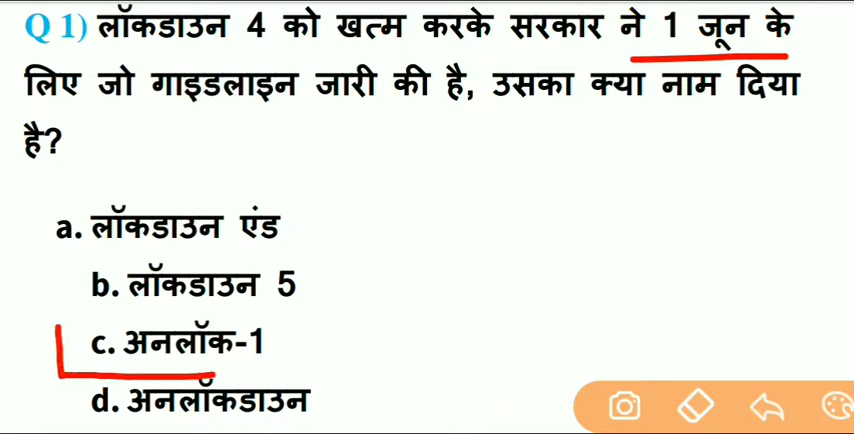 Q 1) लॉकडाउन 4 को खत्म करके सरकार ने 1 जून के
लिए जो गाइडलाइन जारी की है, उसका क्या नाम दिया
है?
a. लॉकडाउन एंड
b. लॉकडाउन 5
c. अनलॉक-1
d. अनलॉकडाउन